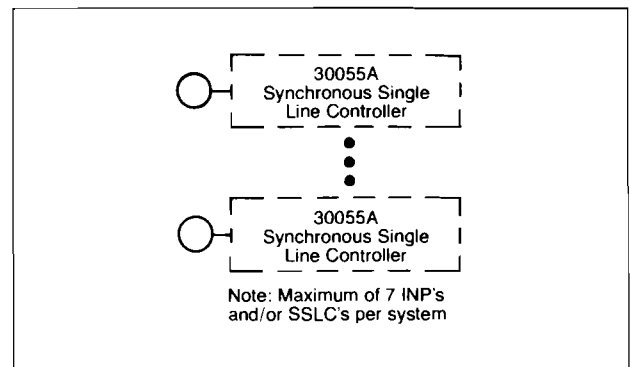 30055A
Synchronous Single
Line Controller
30055A
Synchronous Single
Line Controller
Note: Maximum of 7 INP's
and/or SSLC's per system